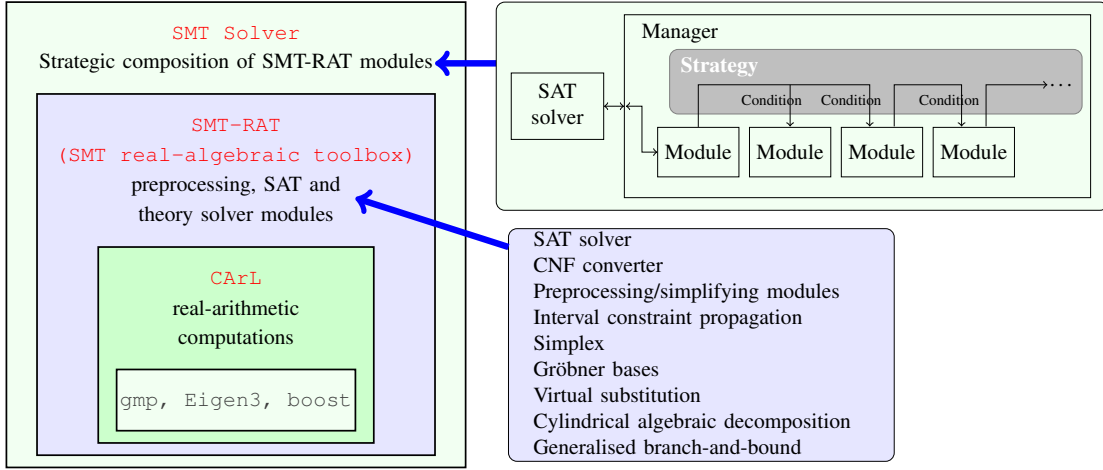 SMT Solver
Strategic composition of SMT-RAT modules
SMT-RAT
(SMT real-algebraic toolbox)
preprocessing, SAT and
theory solver modules
CArL
real-arithmetic
computations
gmp, Eigen3, boost
Manager
Strategy
...
SAT
solver
Condition
Condition
Condition
Module
Module
Module
Module
SAT solver
CNF converter
Preprocessing/simplifying modules
Interval constraint propagation
Simplex
Gröbner bases
Virtual substitution
Cylindrical algebraic decomposition
Generalised branch-and-bound